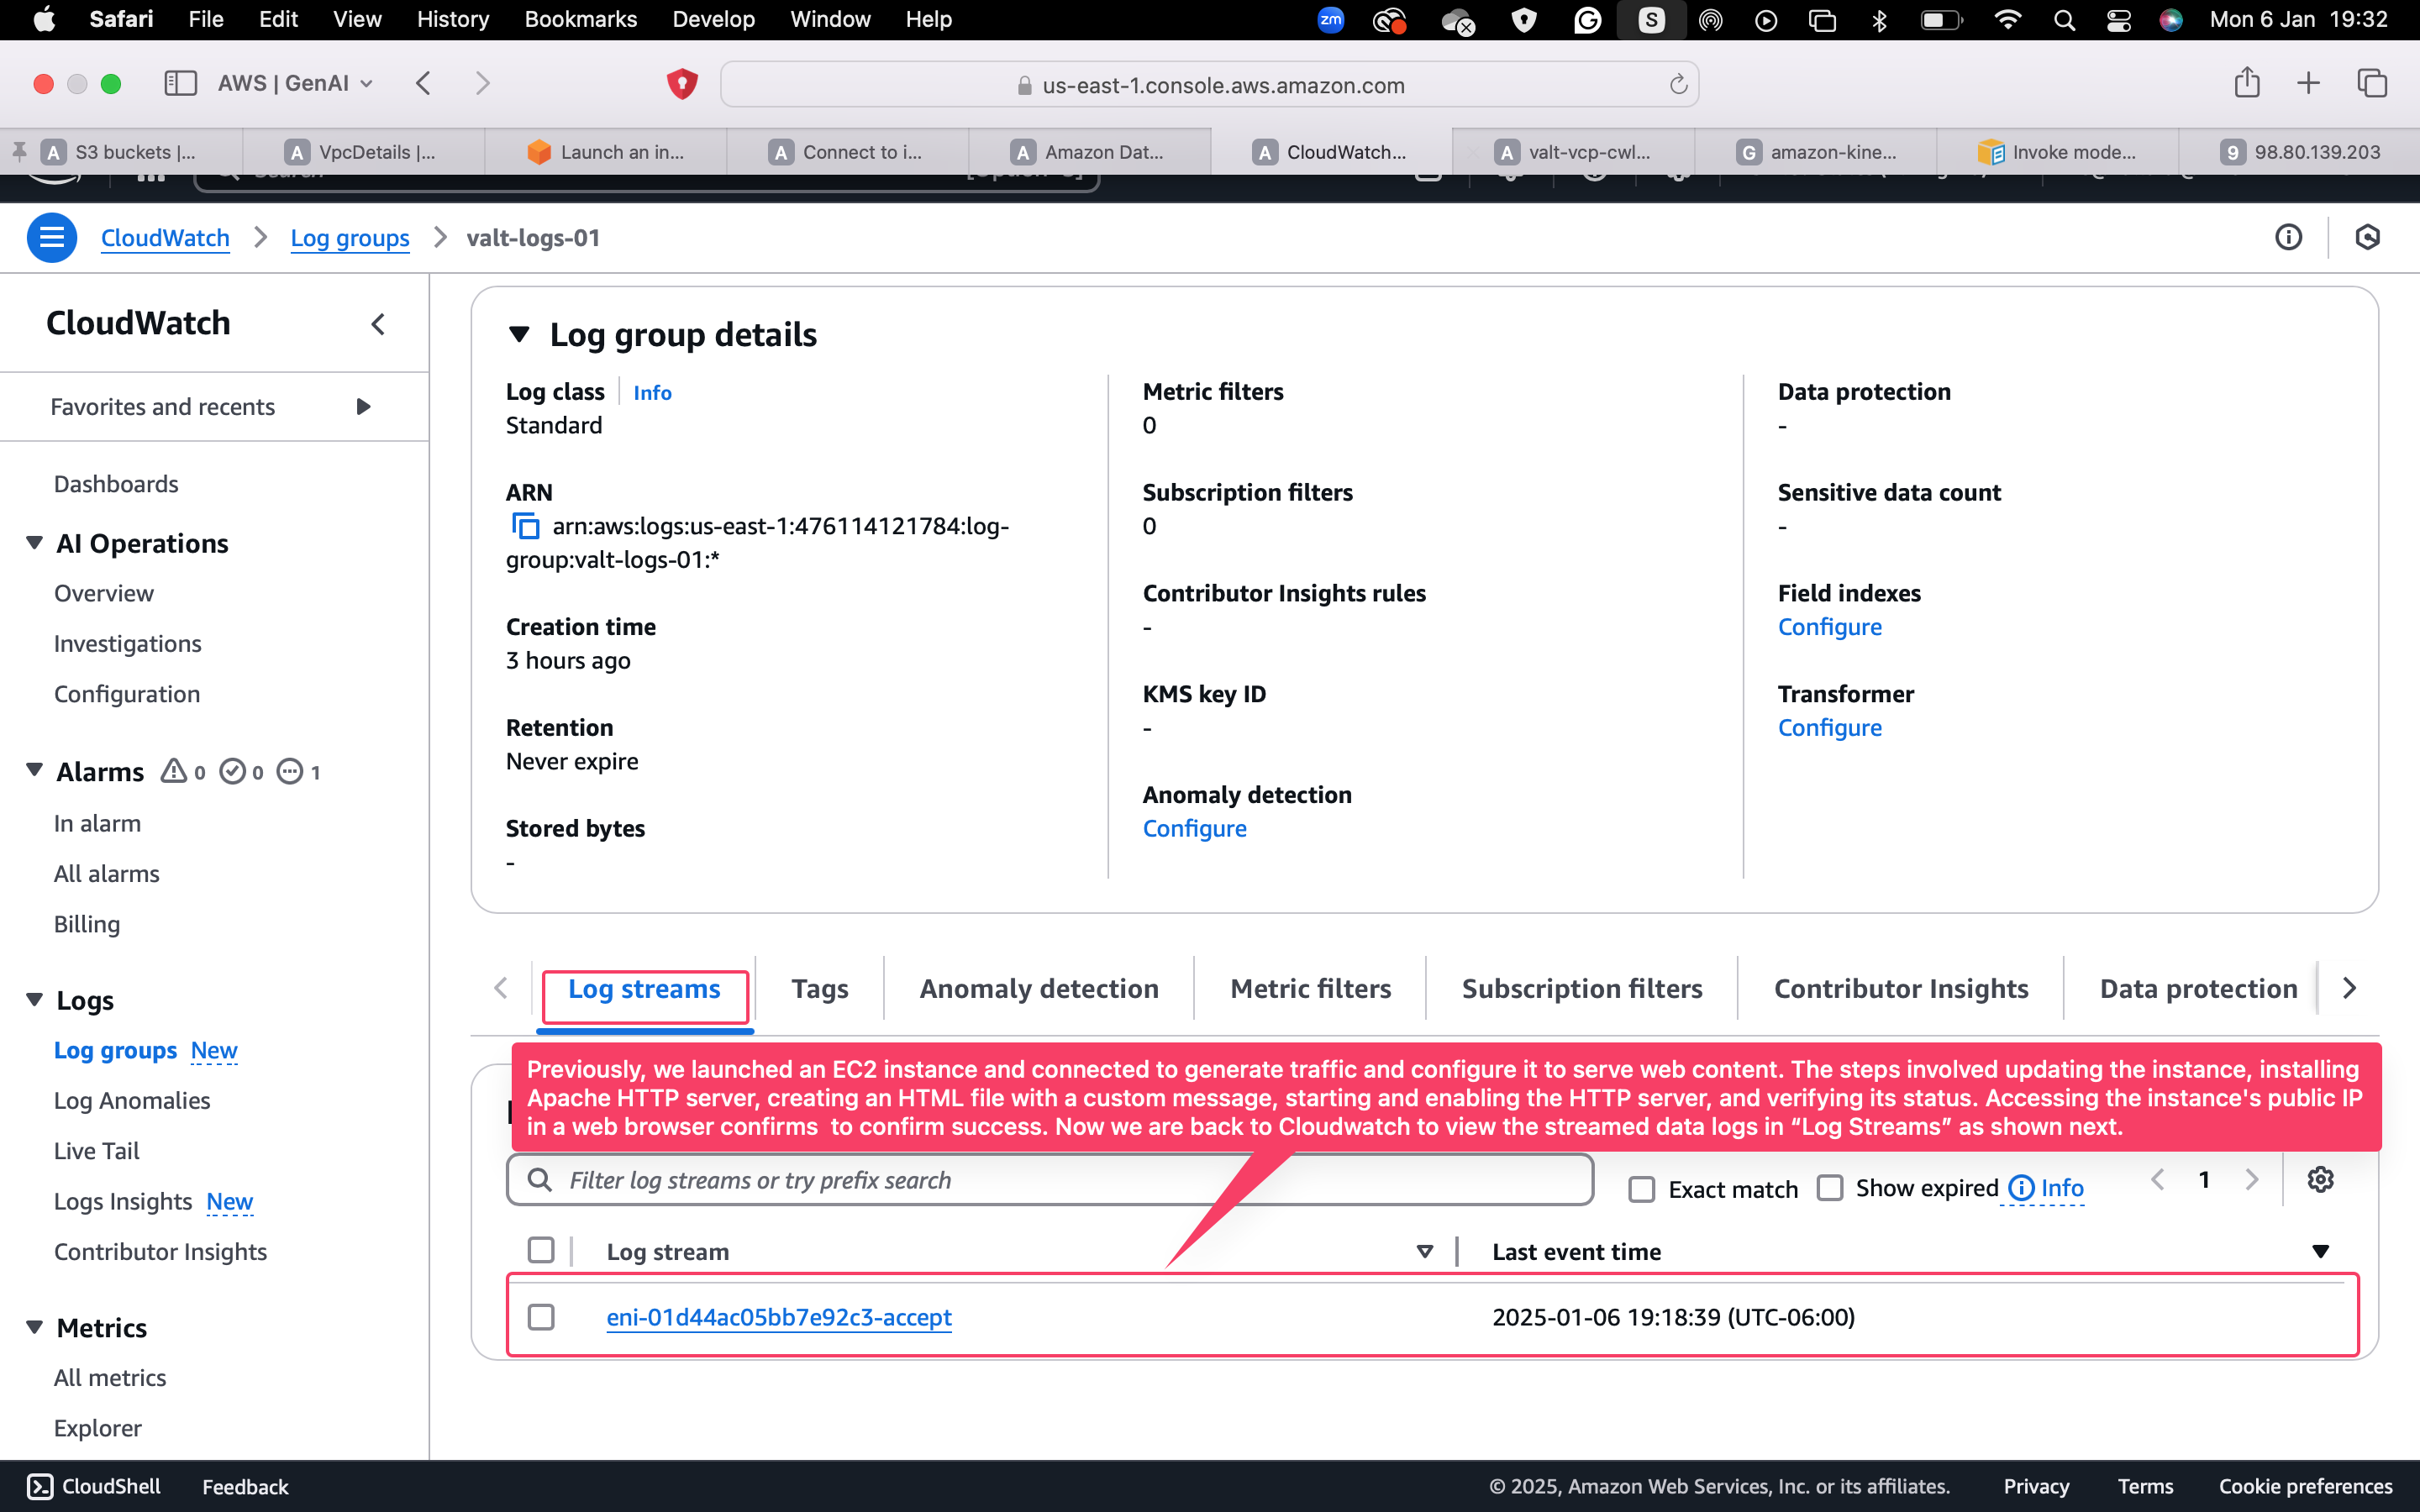 Safari File Edit View History Bookmarks Develop Window Help zm S Mon 6 Jan 19:32
AWS | GenAI us-east-1.console.aws.amazon.com
A S3 buckets |... A VpcDetails |... Launch an in... A Connect to i... A Amazon Dat... A CloudWatch... A valt-vcp-cwl... G amazon-kine... Invoke mode... 9 98.80.139.203
CloudWatch Log groups valt-logs-01
CloudWatch
Favorites and recents
Dashboards
AI Operations
Overview
Investigations
Configuration
Alarms 0 0 1
In alarm
All alarms
Billing
Logs
Log groups New
Log Anomalies
Live Tail
Logs Insights New
Contributor Insights
Metrics
All metrics
Explorer
Log group details
Log class Info
Standard
ARN
arn:aws:logs:us-east-1:476114121784:log-
group:valt-logs-01:*
Creation time
3 hours ago
Retention
Never expire
Stored bytes
-
Metric filters
0
Subscription filters
0
Contributor Insights rules
-
KMS key ID
-
Anomaly detection
Configure
Data protection
-
Sensitive data count
-
Field indexes
Configure
Transformer
Configure
Log streams Tags Anomaly detection Metric filters Subscription filters Contributor Insights Data protection
Previously, we launched an EC2 instance and connected to generate traffic and configure it to serve web content. The steps involved updating the instance, installing
Apache HTTP server, creating an HTML file with a custom message, starting and enabling the HTTP server, and verifying its status. Accessing the instance's public IP
in a web browser confirms  to confirm success. Now we are back to Cloudwatch to view the streamed data logs in “Log Streams” as shown next.
Filter log streams or try prefix search Exact match Show expired Info 1
Log stream Last event time
eni-01d44ac05bb7e92c3-accept 2025-01-06 19:18:39 (UTC-06:00)
CloudShell Feedback © 2025, Amazon Web Services, Inc. or its affiliates. Privacy Terms Cookie preferences